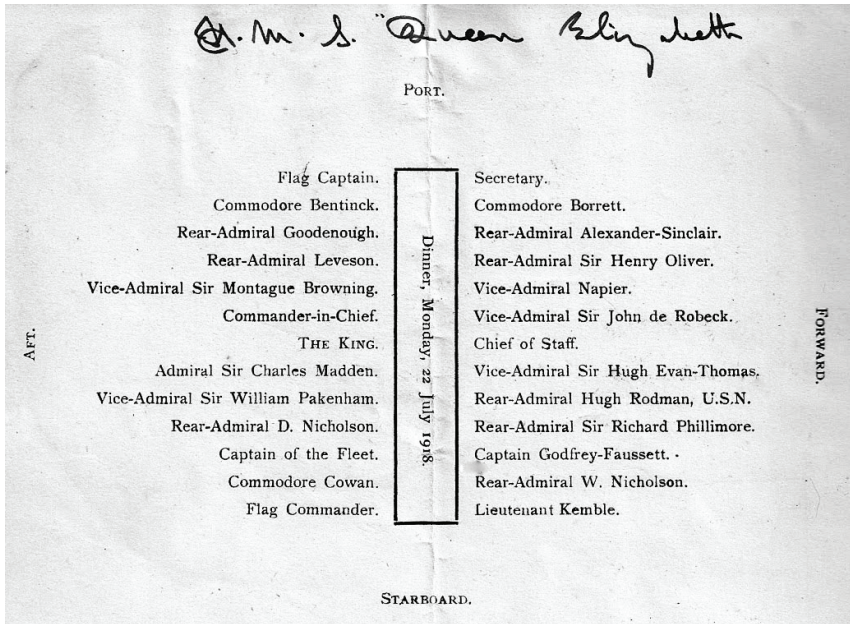 H. M. S. "Queen Elizabeth
PORT.
Flag Captain. Secretary.
Commodore Bentinck. Commodore Borrett.
Rear-Admiral Goodenough. Rear-Admiral Alexander-Sinclair.
Rear-Admiral Leveson. Rear-Admiral Sir Henry Oliver.
Vice-Admiral Sir Montague Browning. Vice-Admiral Napier.
Commander-in-Chief. Vice-Admiral Sir John de Robeck.
THE KING. Chief of Staff.
Admiral Sir Charles Madden. Vice-Admiral Sir Hugh Evan-Thomas.
Vice-Admiral Sir William Pakenham. Rear-Admiral Hugh Rodman, U.S.N.
Rear-Admiral D. Nicholson. Rear-Admiral Sir Richard Phillimore.
Captain of the Fleet. Captain Godfrey-Faussett.
Commodore Cowan. Rear-Admiral W. Nicholson.
Flag Commander. Lieutenant Kemble.
Dinner, Monday, 22 July 1918.
AFT.
FORWARD.
STARBOARD.